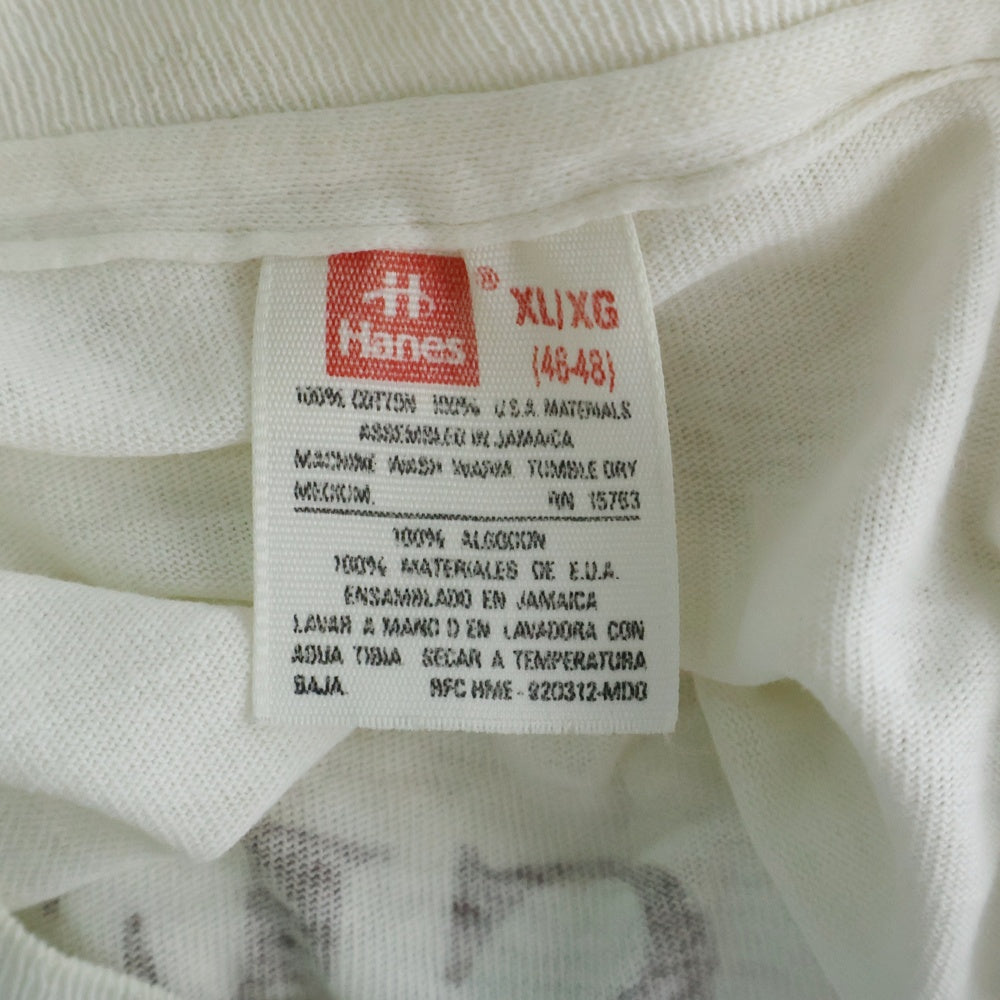 Hanes ® XL/XG
(46-48)
100% COTTON 100% U.S.A. MATERIALS
ASSEMBLED IN JAMAICA
MACHINE WASH WARM. TUMBLE DRY
MEDIUM. RN 15763
100% ALGODON
100% MATERIALES DE E.U.A.
ENSAMBLADO EN JAMAICA
LAVAR A MANO O EN LAVADORA CON
AGUA TIBIA. SECAR A TEMPERATURA
BAJA. RFC HME-920312-MD0